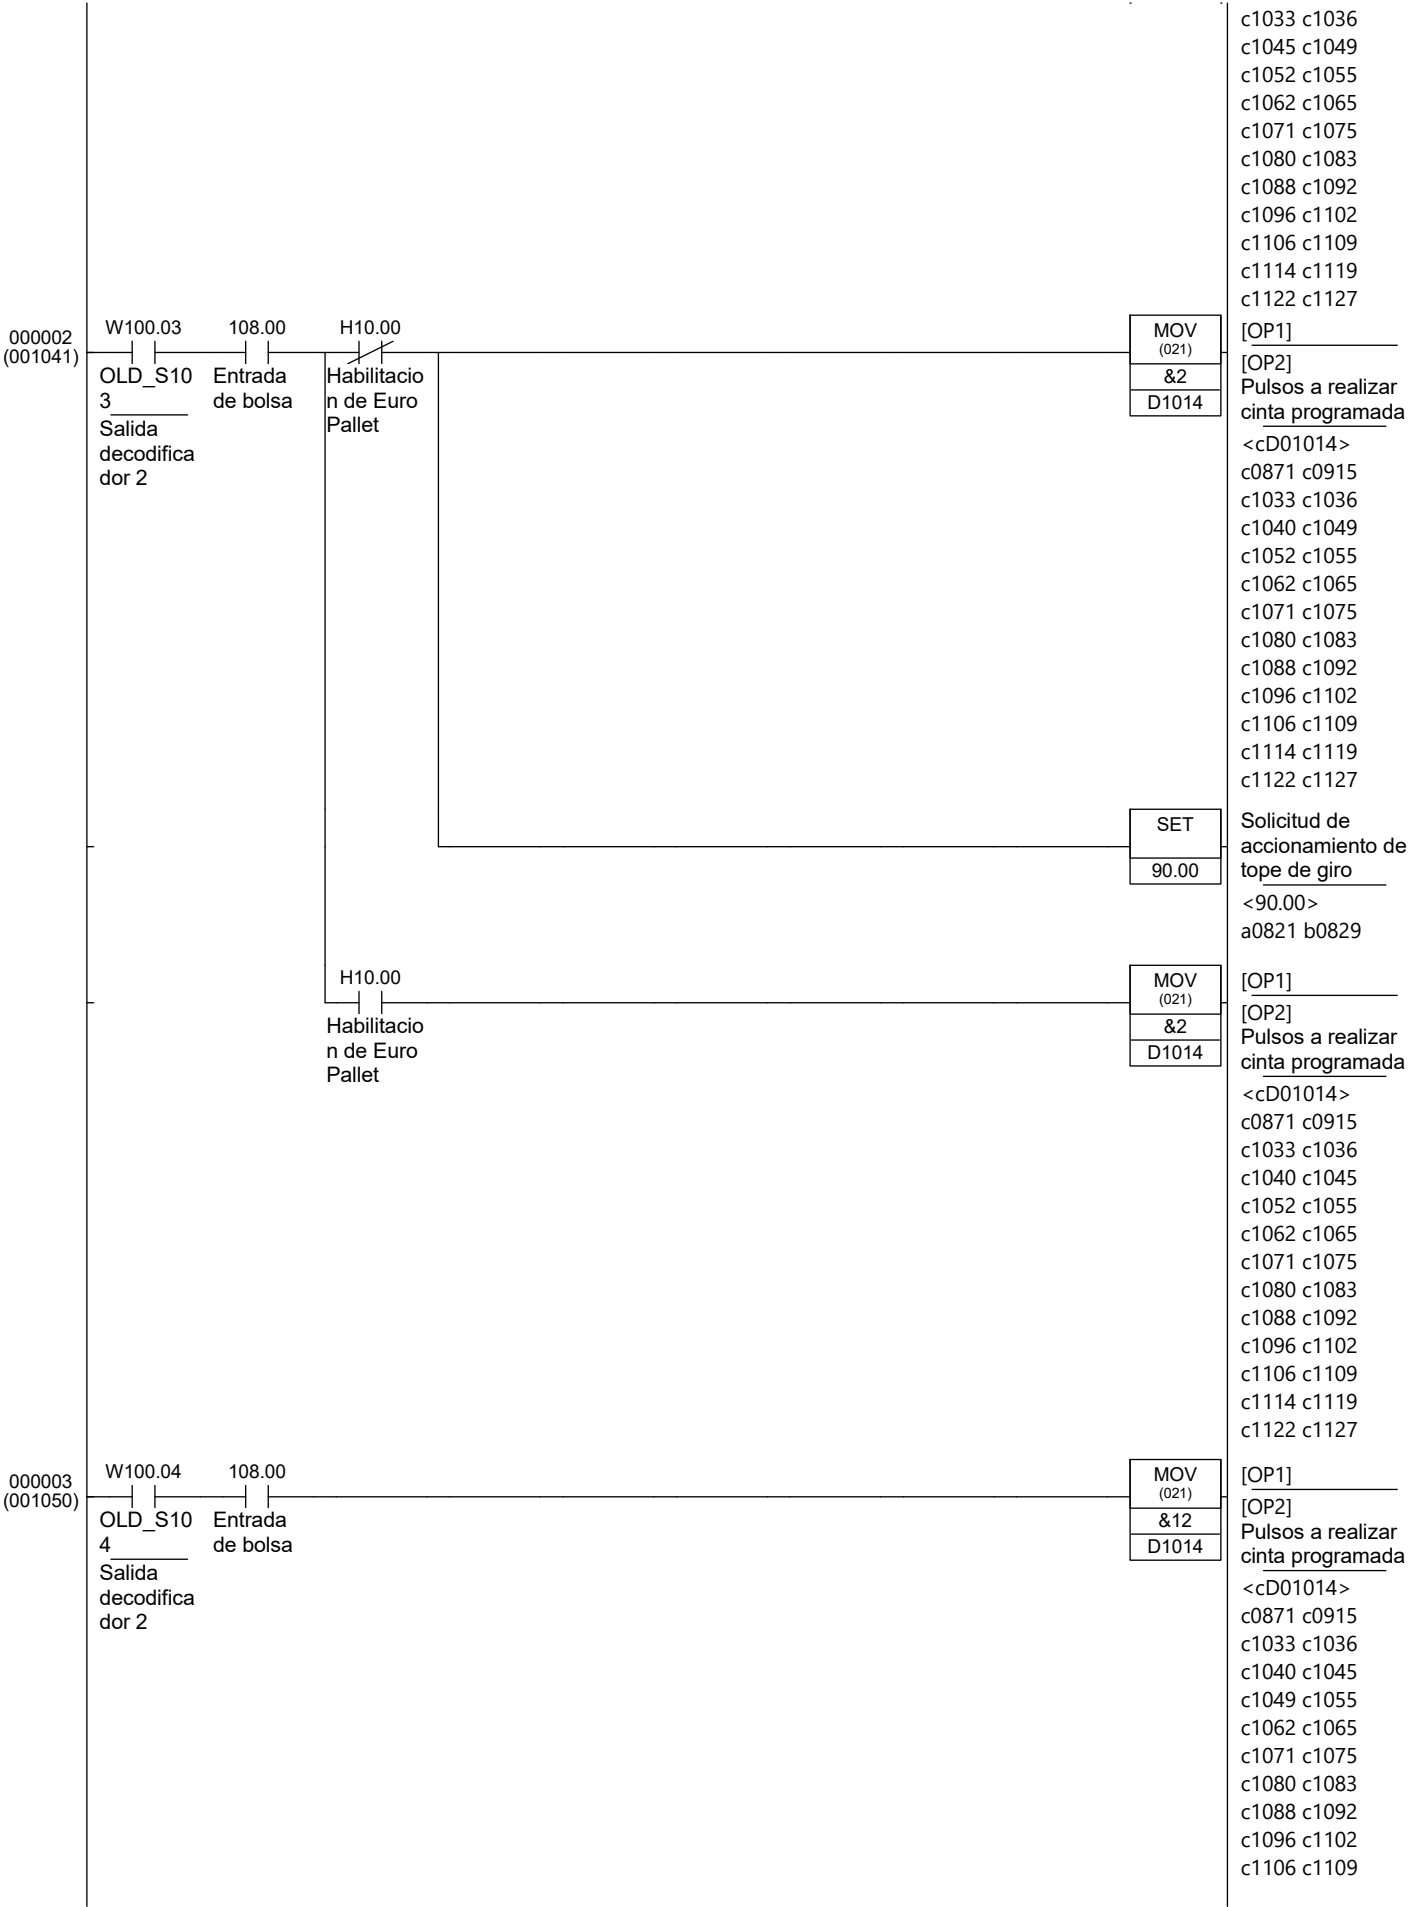 c1033 c1036
c1045 c1049
c1052 c1055
c1062 c1065
c1071 c1075
c1080 c1083
c1088 c1092
c1096 c1102
c1106 c1109
c1114 c1119
c1122 c1127
000002
(001041)
W100.03
OLD_S10
3
Salida
decodifica
dor 2
108.00
Entrada
de bolsa
H10.00
Habilitacio
n de Euro
Pallet
MOV
(021)
&2
D1014
[OP1]
[OP2]
Pulsos a realizar
cinta programada
<cD01014>
c0871 c0915
c1033 c1036
c1040 c1049
c1052 c1055
c1062 c1065
c1071 c1075
c1080 c1083
c1088 c1092
c1096 c1102
c1106 c1109
c1114 c1119
c1122 c1127
SET
90.00
Solicitud de
accionamiento de
tope de giro
<90.00>
a0821 b0829
H10.00
Habilitacio
n de Euro
Pallet
MOV
(021)
&2
D1014
[OP1]
[OP2]
Pulsos a realizar
cinta programada
<cD01014>
c0871 c0915
c1033 c1036
c1040 c1045
c1052 c1055
c1062 c1065
c1071 c1075
c1080 c1083
c1088 c1092
c1096 c1102
c1106 c1109
c1114 c1119
c1122 c1127
000003
(001050)
W100.04
OLD_S10
4
Salida
decodifica
dor 2
108.00
Entrada
de bolsa
MOV
(021)
&12
D1014
[OP1]
[OP2]
Pulsos a realizar
cinta programada
<cD01014>
c0871 c0915
c1033 c1036
c1040 c1045
c1049 c1055
c1062 c1065
c1071 c1075
c1080 c1083
c1088 c1092
c1096 c1102
c1106 c1109